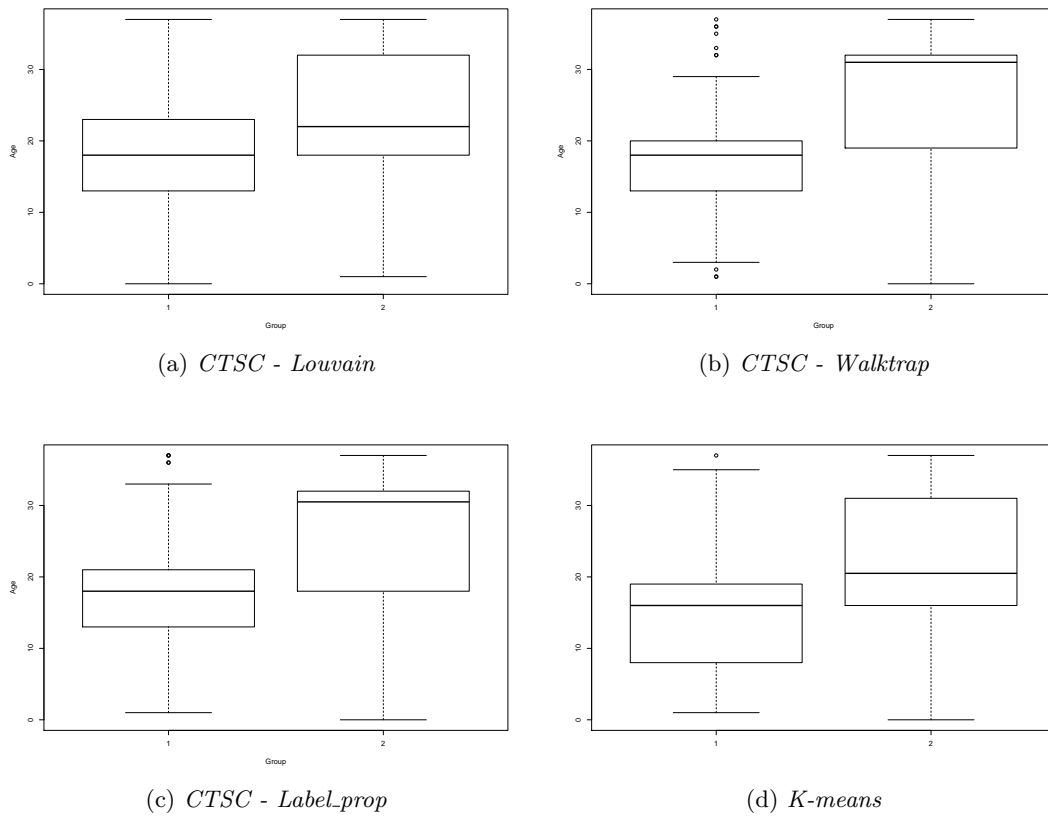 30
20
Age
10
0
1 2
Group
(a) CTSC - Louvain
30
20
Age
10
0
1 2
Group
(b) CTSC - Walktrap
30
20
Age
10
0
1 2
Group
(c) CTSC - Label_prop
30
20
10
0
1 2
(d) K-means